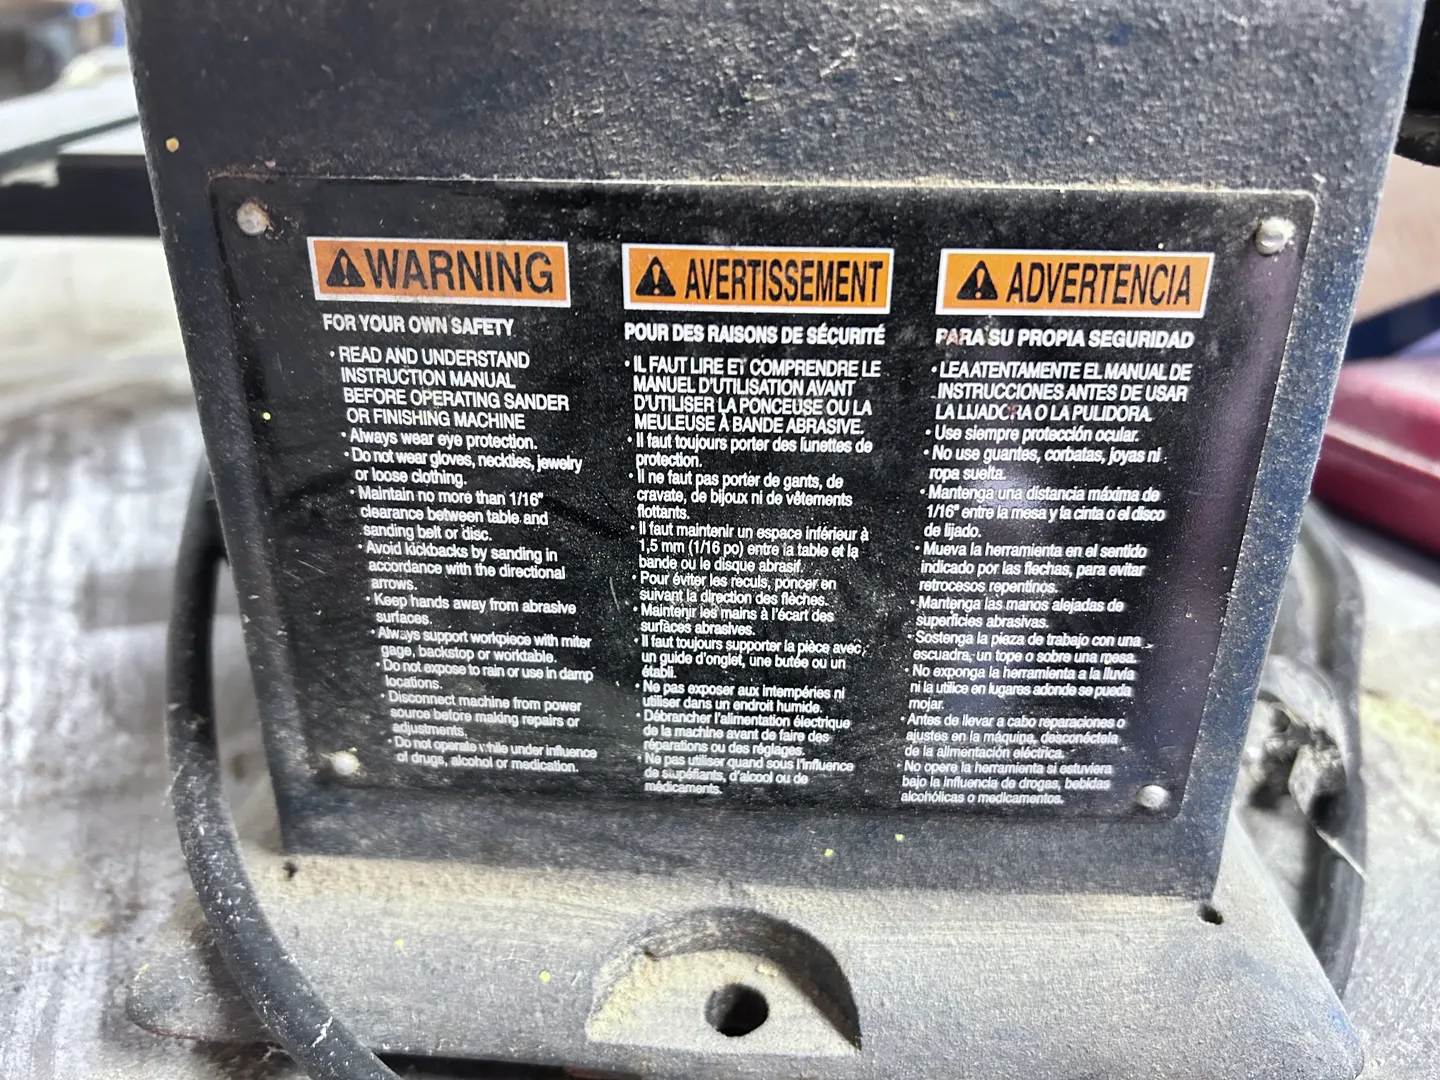 WARNING
FOR YOUR OWN SAFETY
• READ AND UNDERSTAND
INSTRUCTION MANUAL
BEFORE OPERATING SANDER
OR FINISHING MACHINE
• Always wear eye protection.
• Do not wear gloves, neckties, jewelry
or loose clothing.
• Maintain no more than 1/16"
clearance between table and
sanding belt or disc.
• Avoid kickbacks by sanding in
accordance with the directional
arrows.
• Keep hands away from abrasive
surfaces.
• Always support workpiece with miter
gage, backstop or worktable.
• Do not expose to rain or use in damp
locations.
• Disconnect machine from power
source before making repairs or
adjustments.
• Do not operate while under influence
of drugs, alcohol or medication.
AVERTISSEMENT
POUR DES RAISONS DE SÉCURITÉ
• IL FAUT LIRE ET COMPRENDRE LE
MANUEL D'UTILISATION AVANT
D'UTILISER LA PONCEUSE OU LA
MEULEUSE À BANDE ABRASIVE.
• Il faut toujours porter des lunettes de
protection.
• Il ne faut pas porter de gants, de
cravate, de bijoux ni de vêtements
flottants.
• Il faut maintenir un espace inférieur à
1,5 mm (1/16 po) entre la table et la
bande ou le disque abrasif.
• Pour éviter les reculs, poncer en
suivant la direction des flèches.
• Maintenir les mains à l'écart des
surfaces abrasives.
• Il faut toujours supporter la pièce avec
un guide d'onglet, une butée ou un
établi.
• Ne pas exposer aux intempéries ni
utiliser dans un endroit humide.
• Débrancher l'alimentation électrique
de la machine avant de faire des
réparations ou des réglages.
• Ne pas utiliser quand sous l'influence
de stupéfiants, d'alcool ou de
médicaments.
ADVERTENCIA
PARA SU PROPIA SEGURIDAD
• LEA ATENTAMENTE EL MANUAL DE
INSTRUCCIONES ANTES DE USAR
LA LIJADORA O LA PULIDORA.
• Use siempre protección ocular.
• No use guantes, corbatas, joyas ni
ropa suelta.
• Mantenga una distancia máxima de
1/16" entre la mesa y la cinta o el disco
de lijado.
• Mueva la herramienta en el sentido
indicado por las flechas, para evitar
retrocesos repentinos.
• Mantenga las manos alejadas de
superficies abrasivas.
• Sostenga la pieza de trabajo con una
escuadra, un tope o sobre una mesa.
• No exponga la herramienta a la lluvia
ni la utilice en lugares adonde se pueda
mojar.
• Antes de llevar a cabo reparaciones o
ajustes en la máquina, desconéctela
de la alimentación eléctrica.
• No opere la herramienta si estuviera
bajo la influencia de drogas, bebidas
alcohólicas o medicamentos.